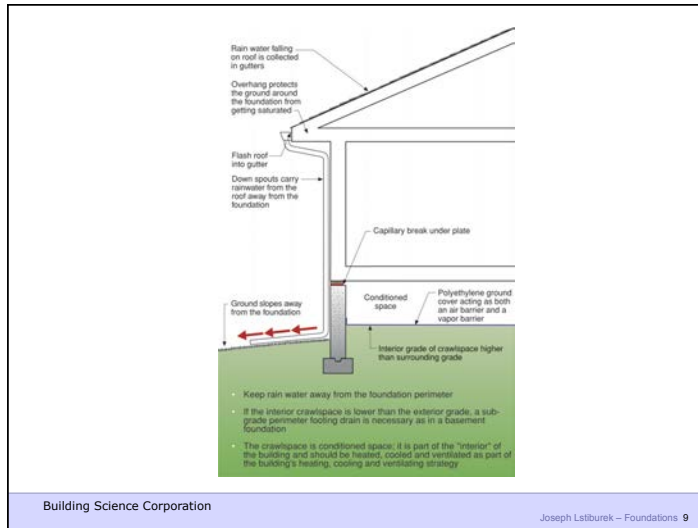 Rain water falling
on roof is collected
in gutters
Overhang protects
the ground around
the foundation from
getting saturated
Flash roof
into gutter
Down spouts carry
rainwater from the
roof away from the
foundation
Capillary break under plate
Conditioned
space
Polyethylene ground
cover acting as both
an air barrier and a
vapor barrier
Ground slopes away
from the foundation
Interior grade of crawlspace higher
than surrounding grade
• Keep rain water away from the foundation perimeter
• If the interior crawlspace is lower than the exterior grade, a sub-
grade perimeter footing drain is necessary as in a basement
foundation
• The crawlspace is conditioned space; it is part of the "interior" of
the building and should be heated, cooled and ventilated as part of
the building's heating, cooling and ventilating strategy
Building Science Corporation
Joseph Lstiburek – Foundations 9